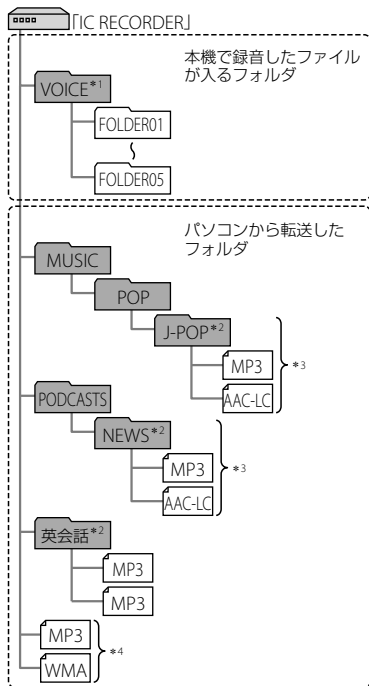 「IC RECORDER」
本機で録音したファイル
が入るフォルダ
VOICE*1
FOLDER01
FOLDER05
パソコンから転送した
フォルダ
MUSIC
POP
J-POP*2
MP3
*3
AAC-LC
PODCASTS
NEWS*2
MP3
*3
AAC-LC
英会話*2
MP3
MP3
MP3
*4
WMA